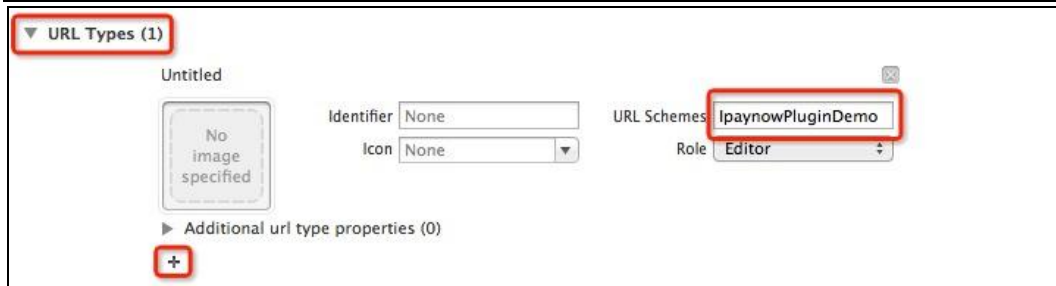 URL Types (1)
Untitled
No image specified
Identifier None
URL Schemes IpaynowPluginDemo
Icon None
Role Editor
Additional url type properties (0)